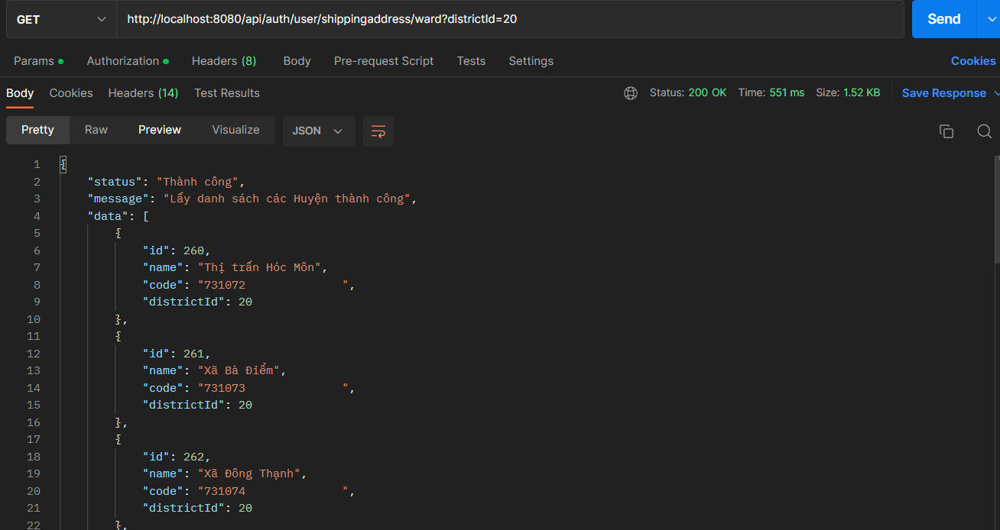 GET http://localhost:8080/api/auth/user/shippingaddress/ward?districtId=20 Send
Params Authorization Headers (8) Body Pre-request Script Tests Settings Cookies
Body Cookies Headers (14) Test Results Status: 200 OK Time: 551 ms Size: 1.52 KB Save Response
Pretty Raw Preview Visualize JSON
1 {
2 "status": "Thành công",
3 "message": "Lấy danh sách các Huyện thành công",
4 "data": [
5 {
6 "id": 260,
7 "name": "Thị trấn Hóc Môn",
8 "code": "731072              ",
9 "districtId": 20
10 },
11 {
12 "id": 261,
13 "name": "Xã Bà Điểm",
14 "code": "731073              ",
15 "districtId": 20
16 },
17 {
18 "id": 262,
19 "name": "Xã Đông Thạnh",
20 "code": "731074              ",
21 "districtId": 20
22 },